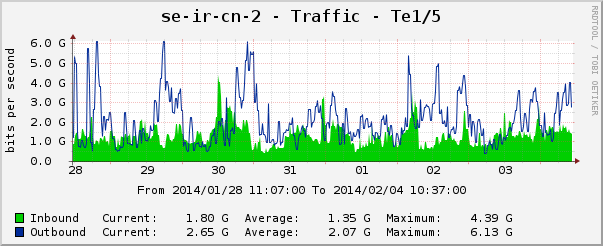 se-ir-cn-2 - Traffic - Te1/5
RRDTOOL / TOBI OETIKER
bits per second
6.0 G
5.0 G
4.0 G
3.0 G
2.0 G
1.0 G
0.0
28 29 30 31 01 02 03
From 2014/01/28 11:07:00 To 2014/02/04 10:37:00
Inbound Current: 1.80 G Average: 1.35 G Maximum: 4.39 G
Outbound Current: 2.65 G Average: 2.07 G Maximum: 6.13 G